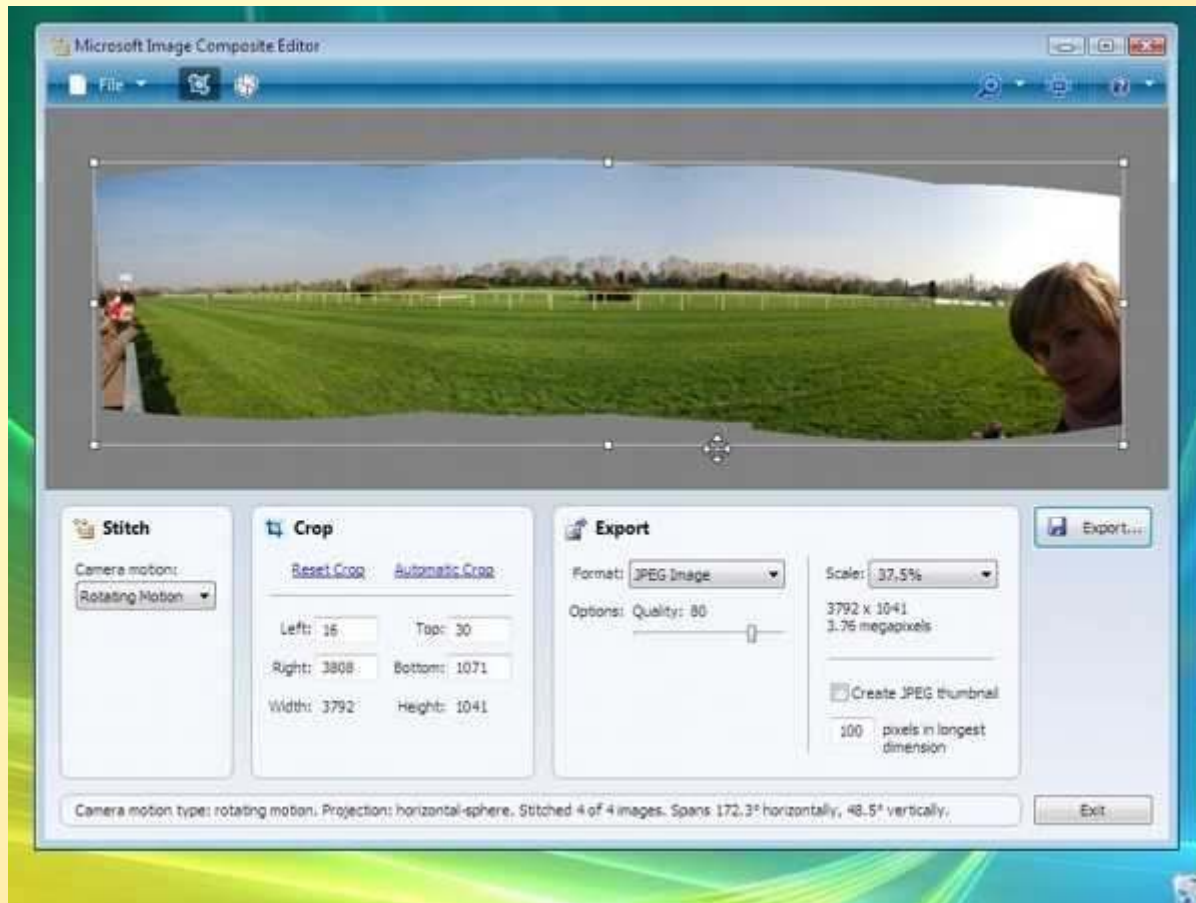 Microsoft Image Composite Editor
File
Stitch
Camera motion:
Rotating Motion
Crop
Reset Crop Automatic Crop
Left: 16 Top: 30
Right: 3808 Bottom: 1071
Width: 3792 Height: 1041
Export
Format: JPEG Image
Options: Quality: 80
Scale: 37.5%
3792 x 1041
3.76 megapixels
Create JPEG thumbnail
100 pixels in longest
dimension
Export...
Camera motion type: rotating motion. Projection: horizontal-sphere. Stitched 4 of 4 images. Spans 172.3° horizontally, 48.5° vertically.
Exit